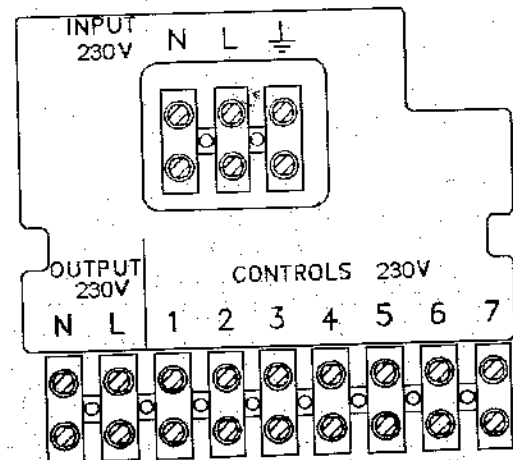 INPUT N L ⏚
230V
OUTPUT CONTROLS 230V
230V
N L 1 2 3 4 5 6 7